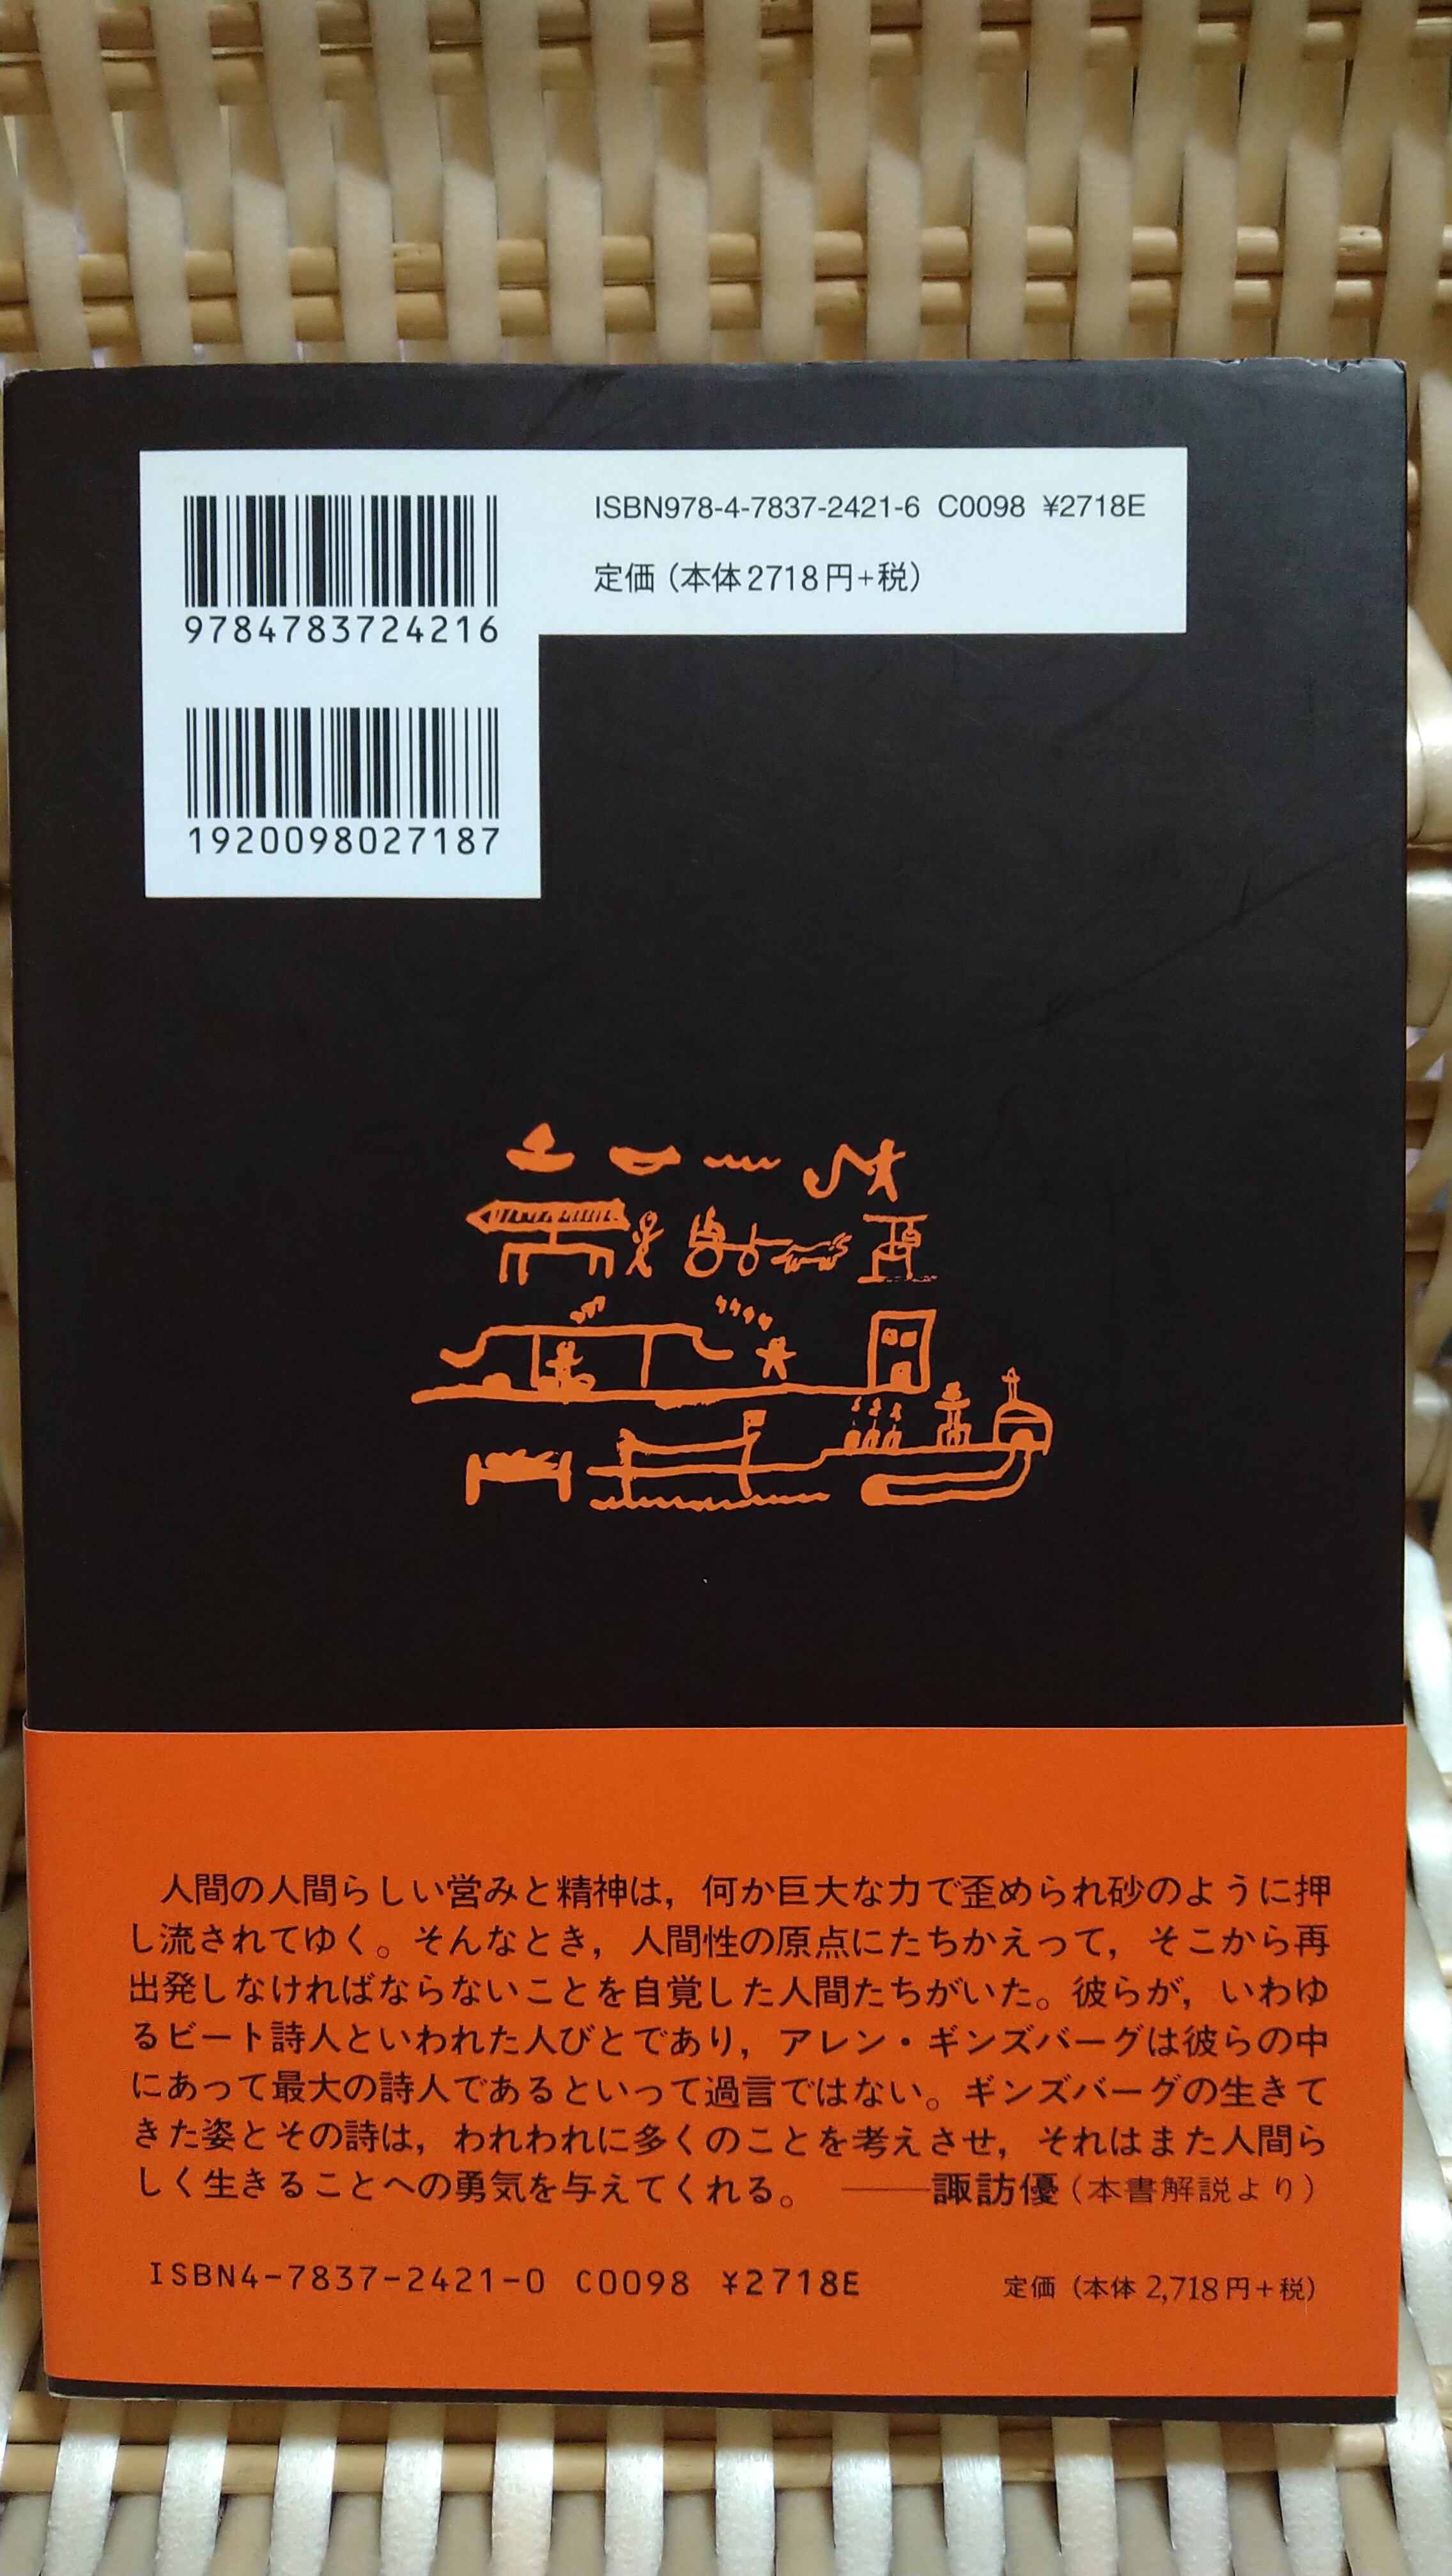 ISBN978-4-7837-2421-6 C0098 ¥2718E
定価（本体2718円+税）
9784783724216
1920098027187
人間の人間らしい営みと精神は，何か巨大な力で歪められ砂のように押
し流されてゆく。そんなとき，人間性の原点にたちかえって，そこから再
出発しなければならないことを自覚した人間たちがいた。彼らが，いわゆ
るビート詩人といわれた人びとであり，アレン・ギンズバーグは彼らの中
にあって最大の詩人であるといって過言ではない。ギンズバーグの生きて
きた姿とその詩は，われわれに多くのことを考えさせ，それはまた人間ら
しく生きることへの勇気を与えてくれる。 ――諏訪優（本書解説より）
ISBN4-7837-2421-0 C0098 ¥2718E
定価（本体 2,718円＋税）